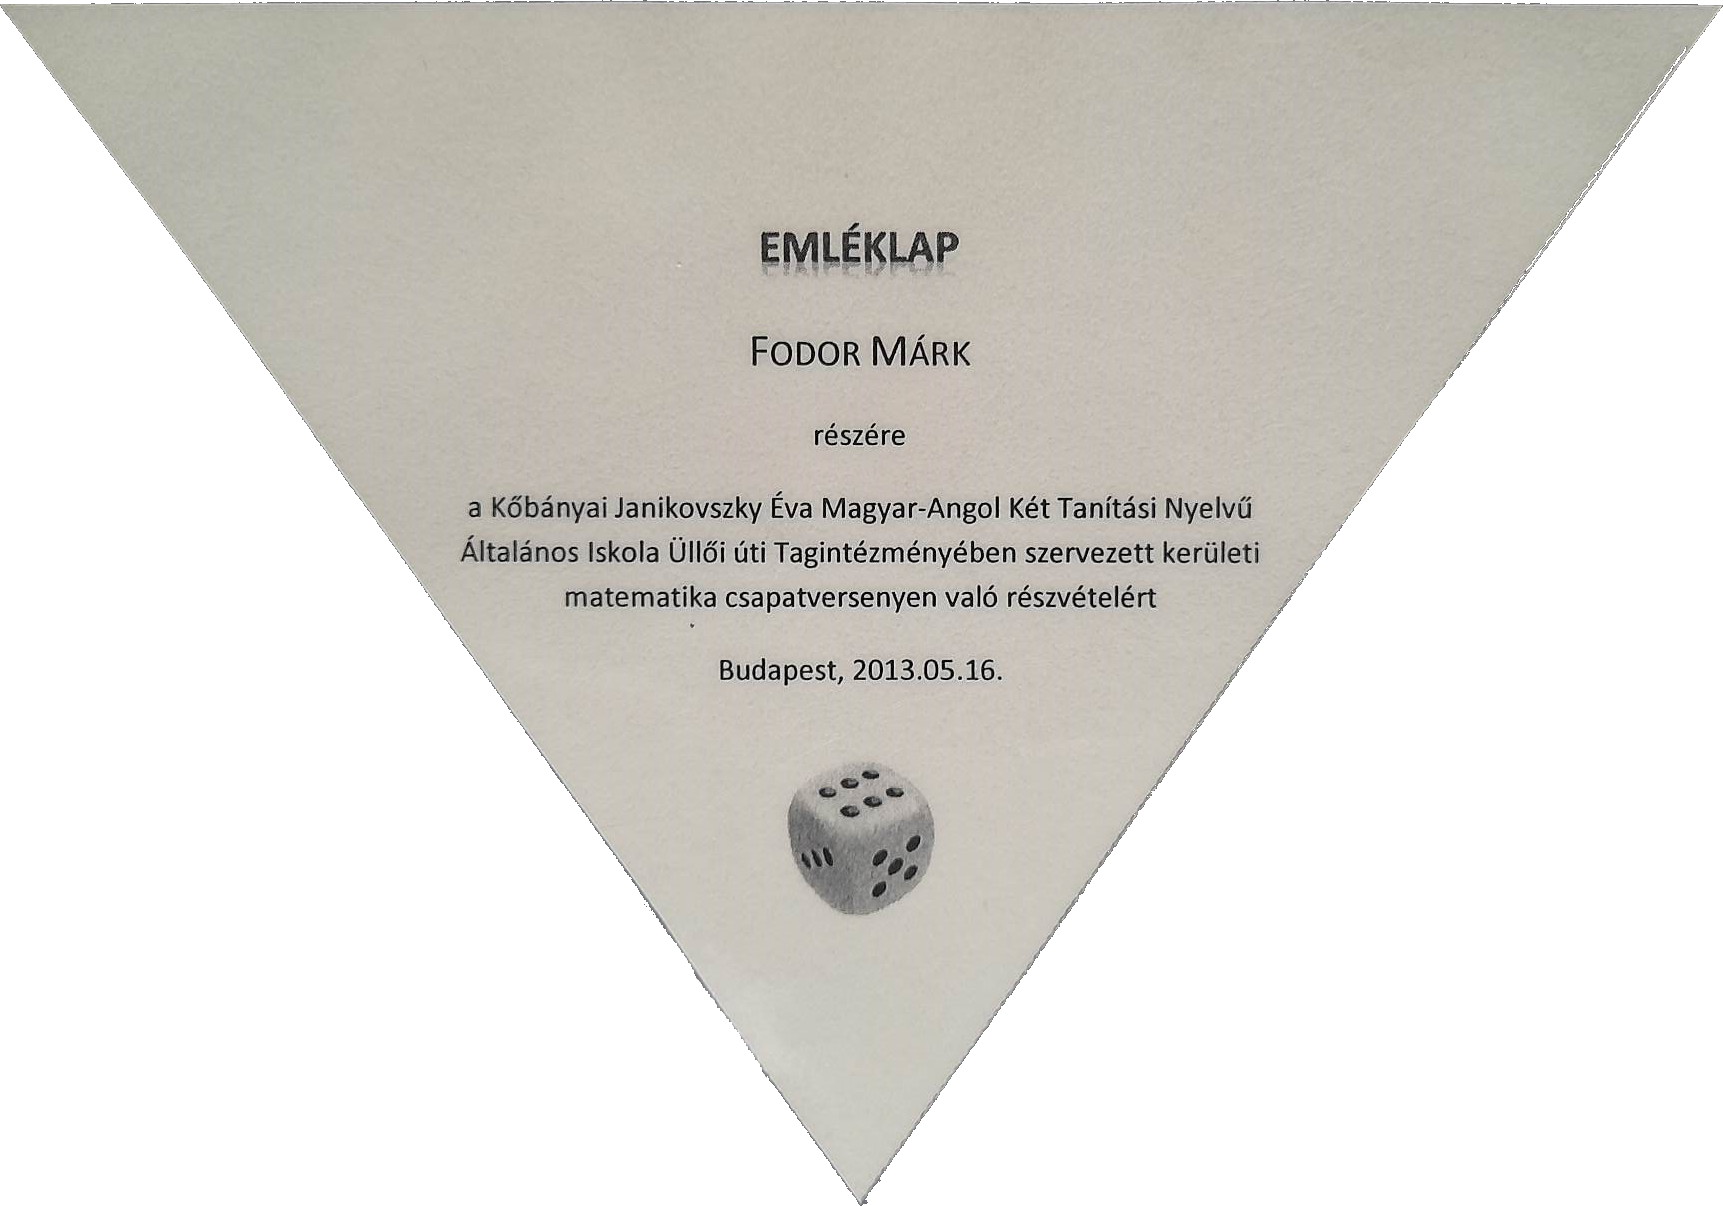 EMLÉKLAP
FODOR MÁRK
részére
a Kőbányai Janikovszky Éva Magyar-Angol Két Tanítási Nyelvű
Általános Iskola Üllői úti Tagintézményében szervezett kerületi
matematika csapatversenyen való részvételért
Budapest, 2013.05.16.